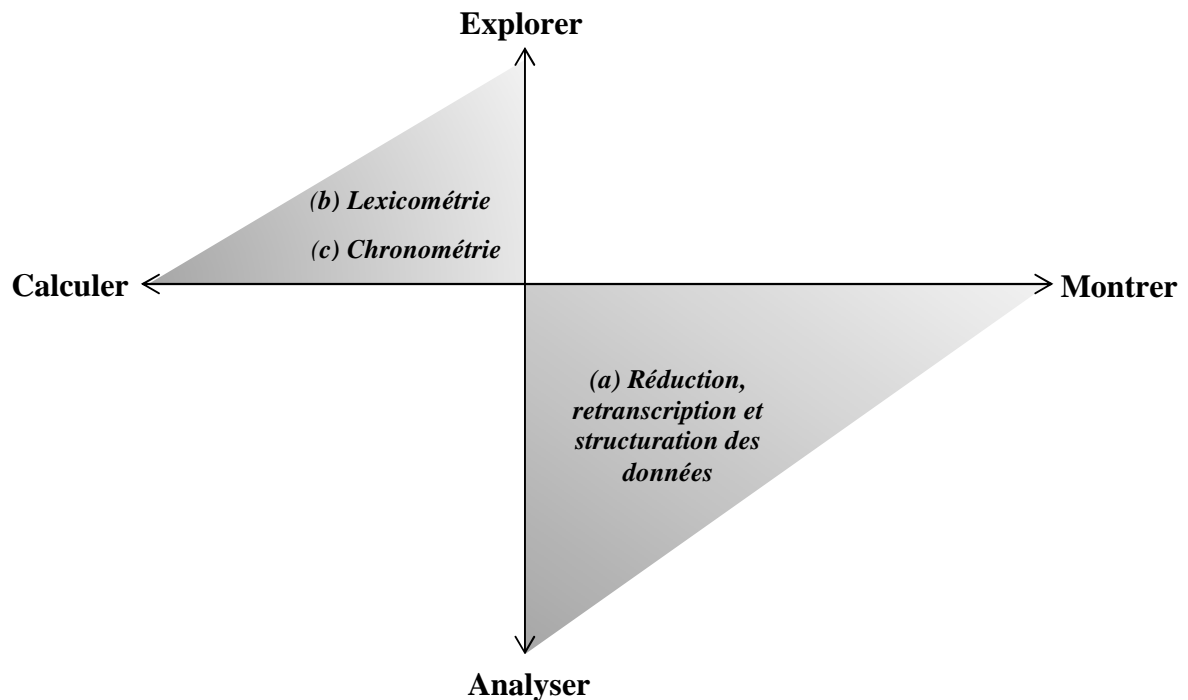 Explorer
(b) Lexicométrie
(c) Chronométrie
Calculer
Montrer
(a) Réduction,
retranscription et
structuration des
données
Analyser